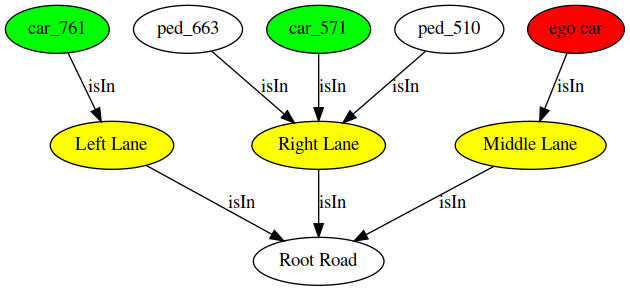 car_761
ped_663
car_571
ped_510
ego car
isIn
isIn
isIn
isIn
isIn
Left Lane
Right Lane
Middle Lane
isIn
isIn
isIn
Root Road